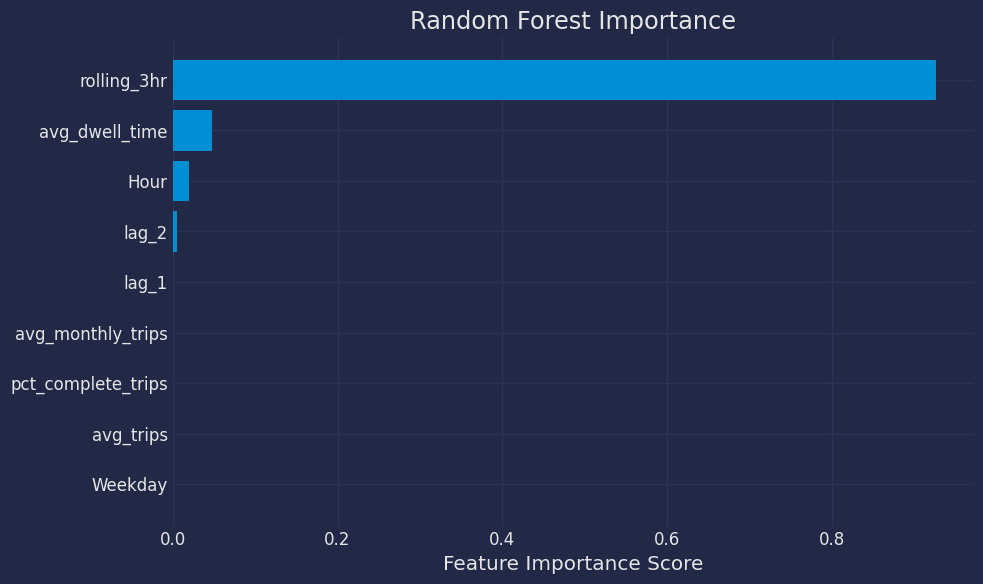 Random Forest Importance
rolling_3hr
avg_dwell_time
Hour
lag_2
lag_1
avg_monthly_trips
pct_complete_trips
avg_trips
Weekday
0.0 0.2 0.4 0.6 0.8
Feature Importance Score